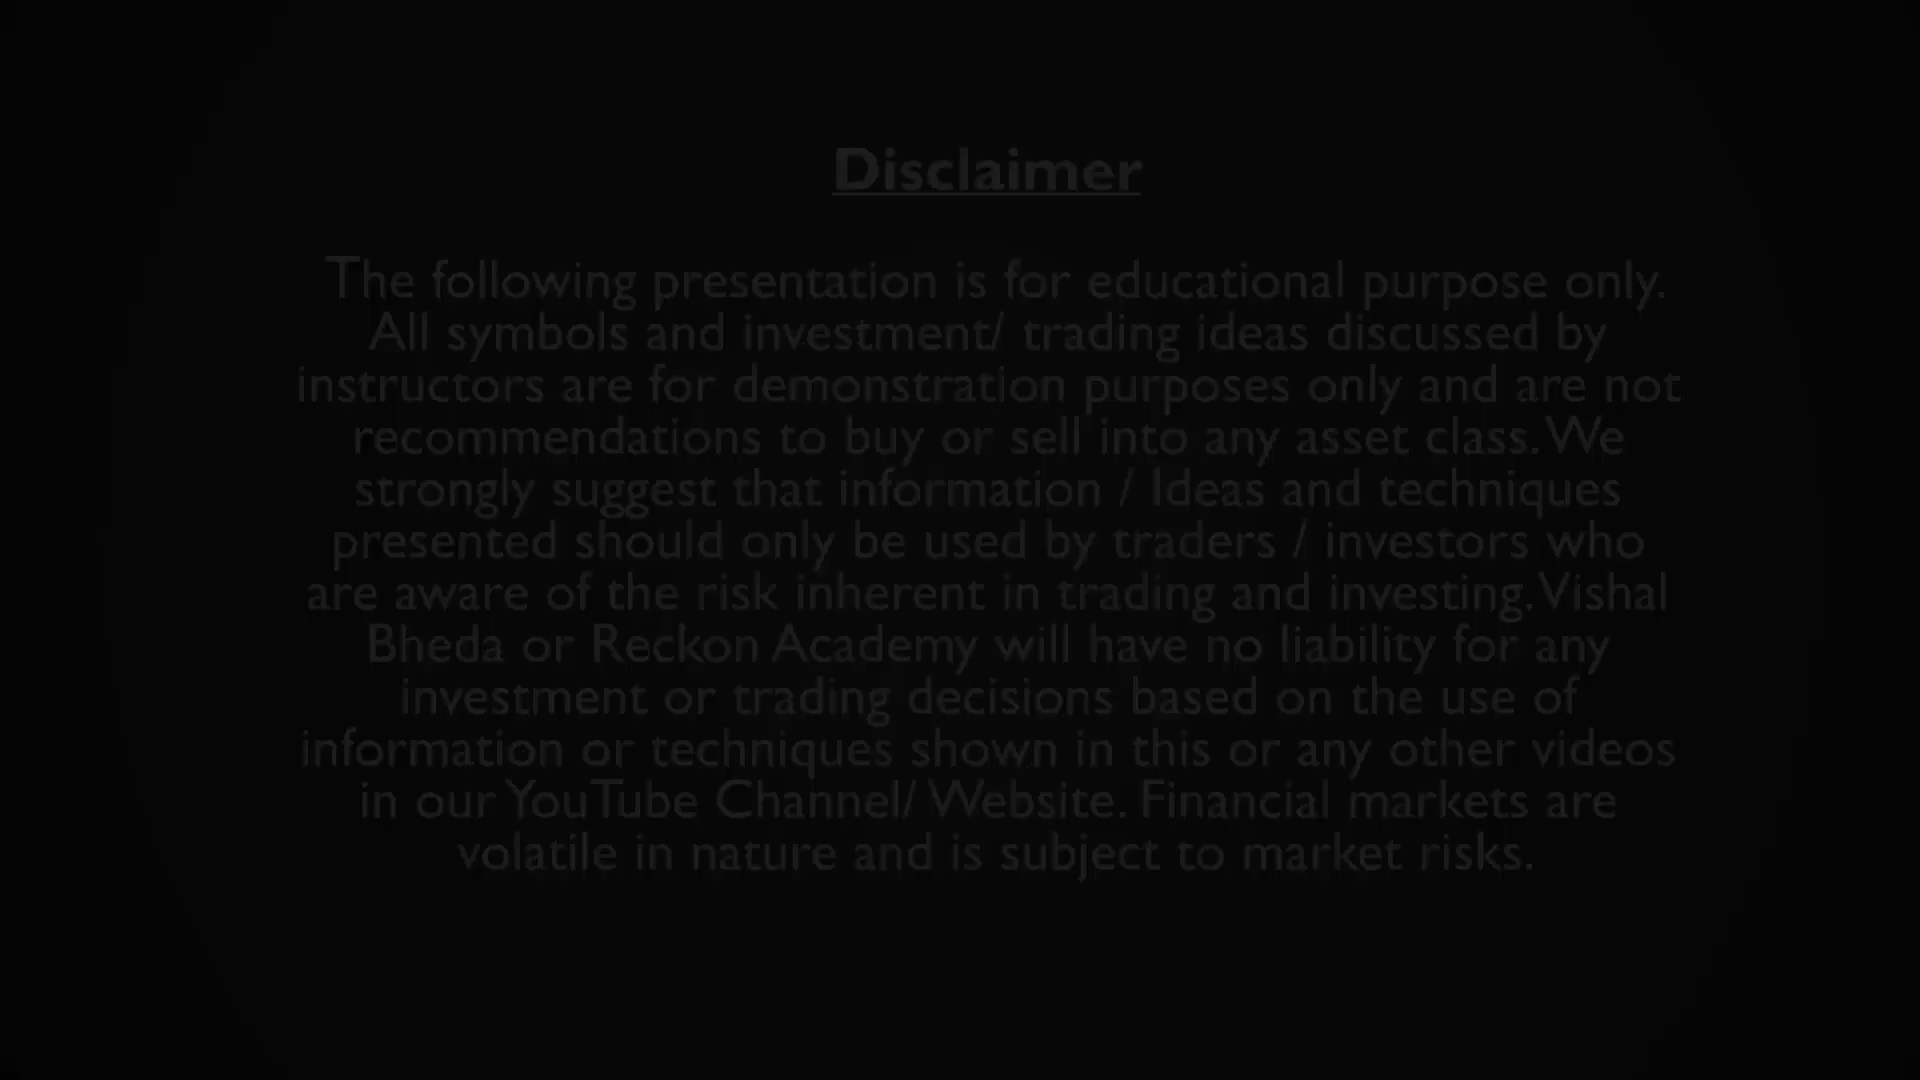 Disclaimer
The following presentation is for educational purpose only.
All symbols and investment/ trading ideas discussed by
instructors are for demonstration purposes only and are not
recommendations to buy or sell into any asset class. We
strongly suggest that information / Ideas and techniques
presented should only be used by traders / investors who
are aware of the risk inherent in trading and investing. Vishal
Bheda or Reckon Academy will have no liability for any
investment or trading decisions based on the use of
information or techniques shown in this or any other videos
in our YouTube Channel/ Website. Financial markets are
volatile in nature and is subject to market risks.